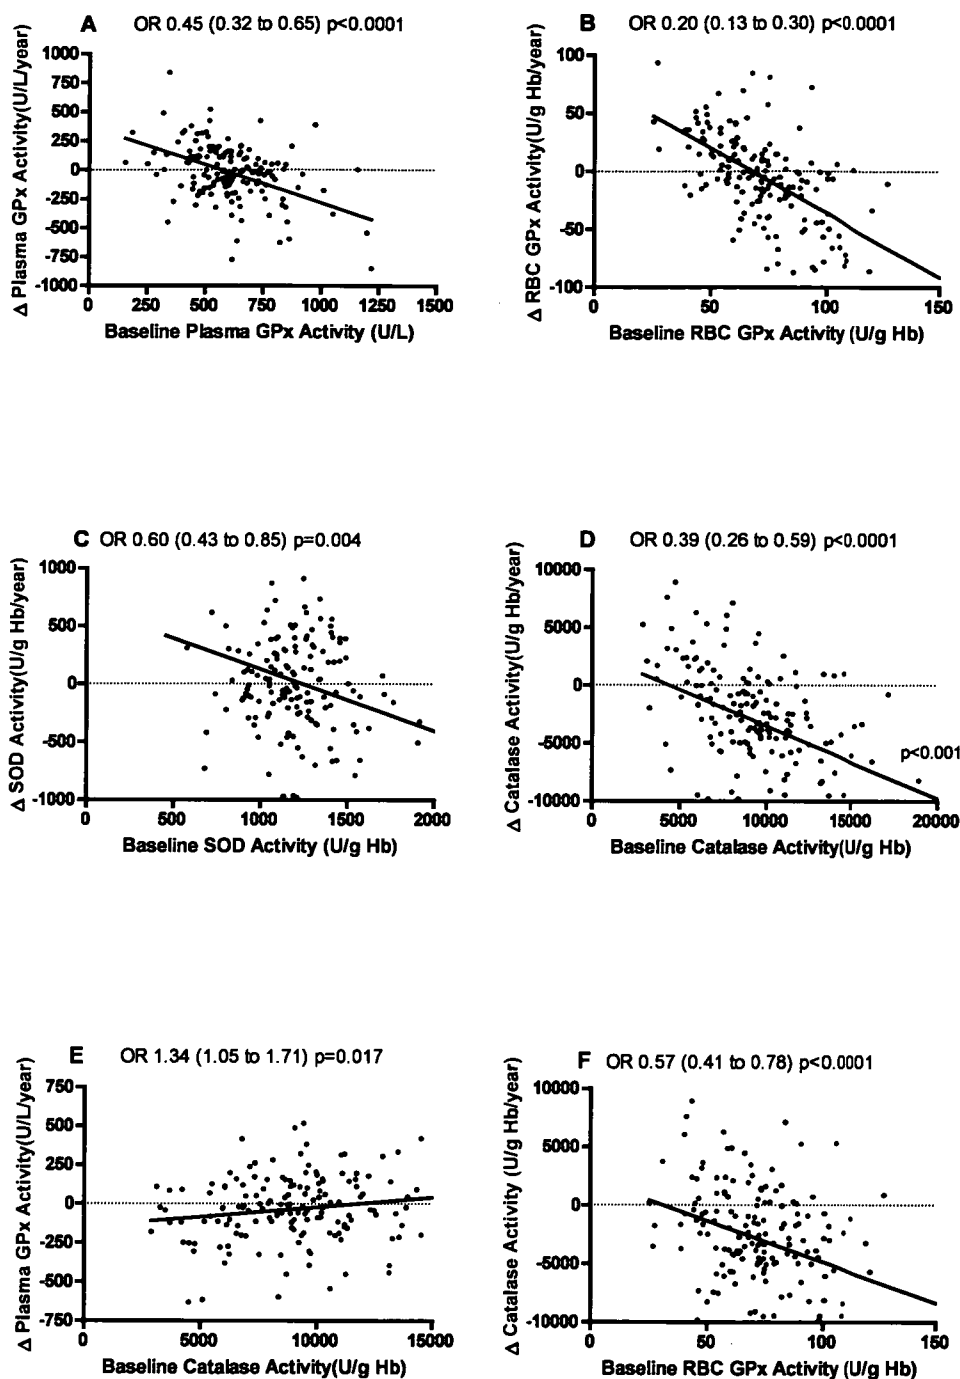 A OR 0.45 (0.32 to 0.65) p<0.0001
Δ Plasma GPx Activity(U/L/year)
1000
750
500
250
0
-250
-500
-750
-1000
0 250 500 750 1000 1250 1500
Baseline Plasma GPx Activity (U/L)
B OR 0.20 (0.13 to 0.30) p<0.0001
Δ RBC GPx Activity(U/g Hb/year)
100
50
0
-50
-100
0 50 100 150
Baseline RBC GPx Activity (U/g Hb)
C OR 0.60 (0.43 to 0.85) p=0.004
Δ SOD Activity(U/g Hb/year)
1000
500
0
-500
-1000
0 500 1000 1500 2000
Baseline SOD Activity (U/g Hb)
D OR 0.39 (0.26 to 0.59) p<0.0001
Δ Catalase Activity(U/g Hb/year)
10000
5000
0
-5000
-10000
p<0.001
0 5000 10000 15000 20000
Baseline Catalase Activity(U/g Hb)
E OR 1.34 (1.05 to 1.71) p=0.017
Δ Plasma GPx Activity(U/L/year)
750
500
250
0
-250
-500
-750
0 5000 10000 15000
Baseline Catalase Activity(U/g Hb)
F OR 0.57 (0.41 to 0.78) p<0.0001
Δ Catalase Activity (U/g Hb/year)
10000
5000
0
-5000
-10000
0 50 100 150
Baseline RBC GPx Activity (U/g Hb)